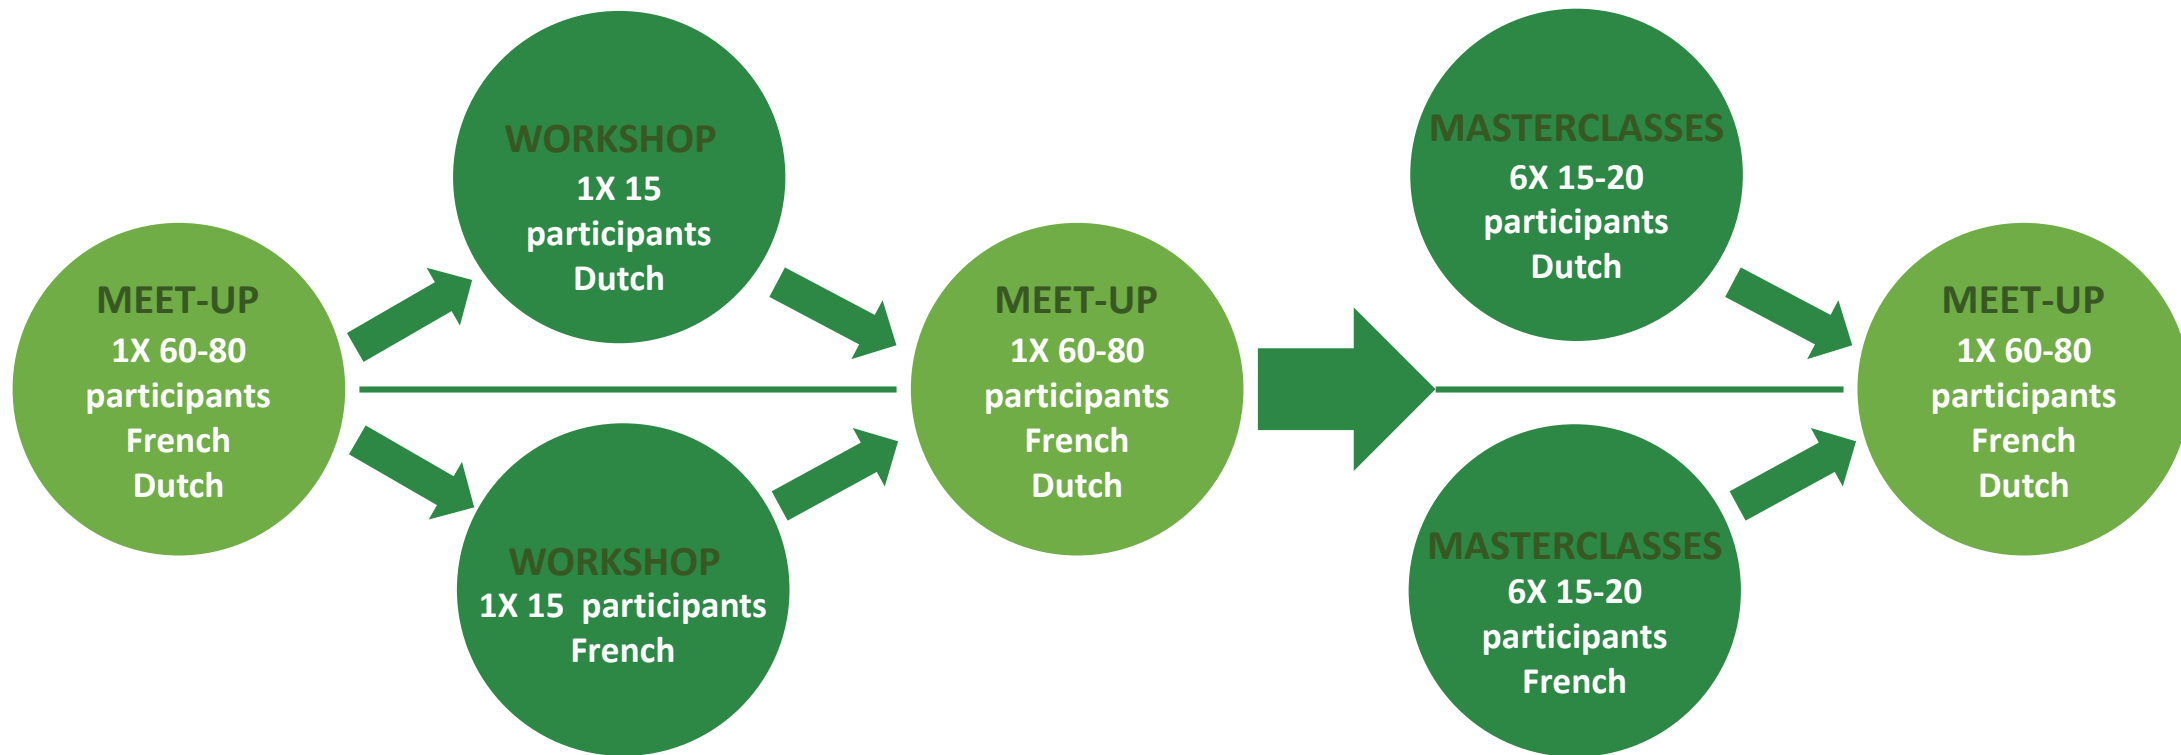 MEET-UP
1X 60-80
participants
French
Dutch
WORKSHOP
1X 15
participants
Dutch
WORKSHOP
1X 15  participants
French
MEET-UP
1X 60-80
participants
French
Dutch
MASTERCLASSES
6X 15-20
participants
Dutch
MASTERCLASSES
6X 15-20
participants
French
MEET-UP
1X 60-80
participants
French
Dutch